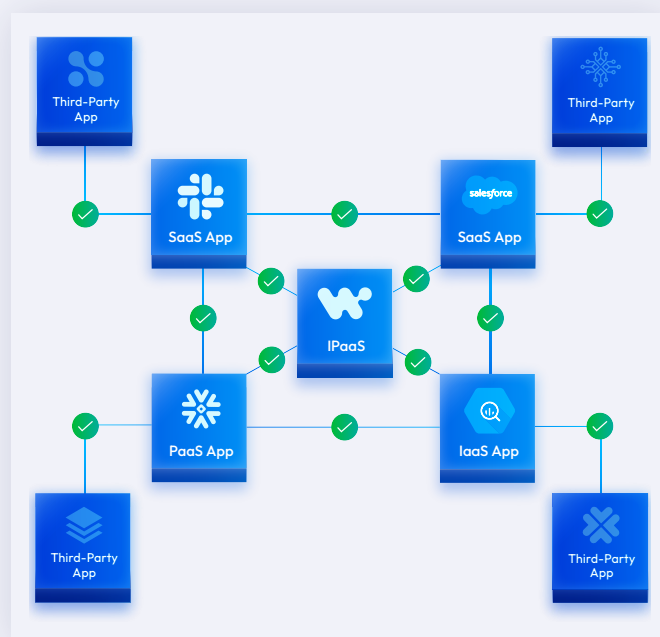 Third-Party
App
Third-Party
App
SaaS App
salesforce
SaaS App
IPaaS
PaaS App
IaaS App
Third-Party
App
Third-Party
App